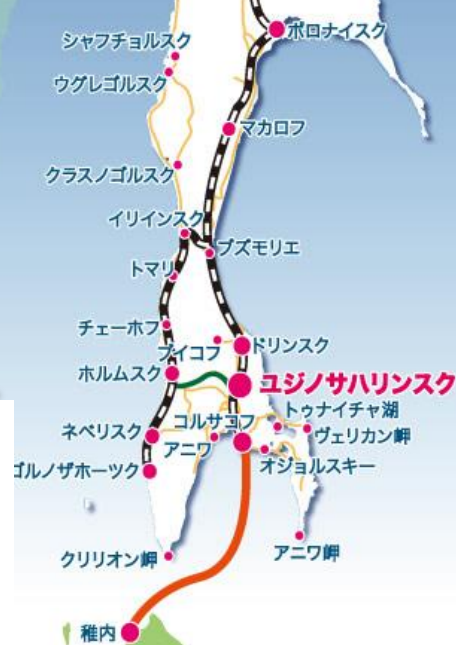 ポロナイスク
シャフチョルスク
ウグレゴルスク
マカロフ
クラスノゴルスク
イリインスク
ブズモリエ
トマリ
チェーホフ
ブイコフ
ドリンスク
ホルムスク
ユジノサハリンスク
コルサコフ
トゥナイチャ湖
ネベリスク
アニワ
ヴェリカン岬
オジョルスキー
ゴルノザホーツク
クリリオン岬
アニワ岬
稚内